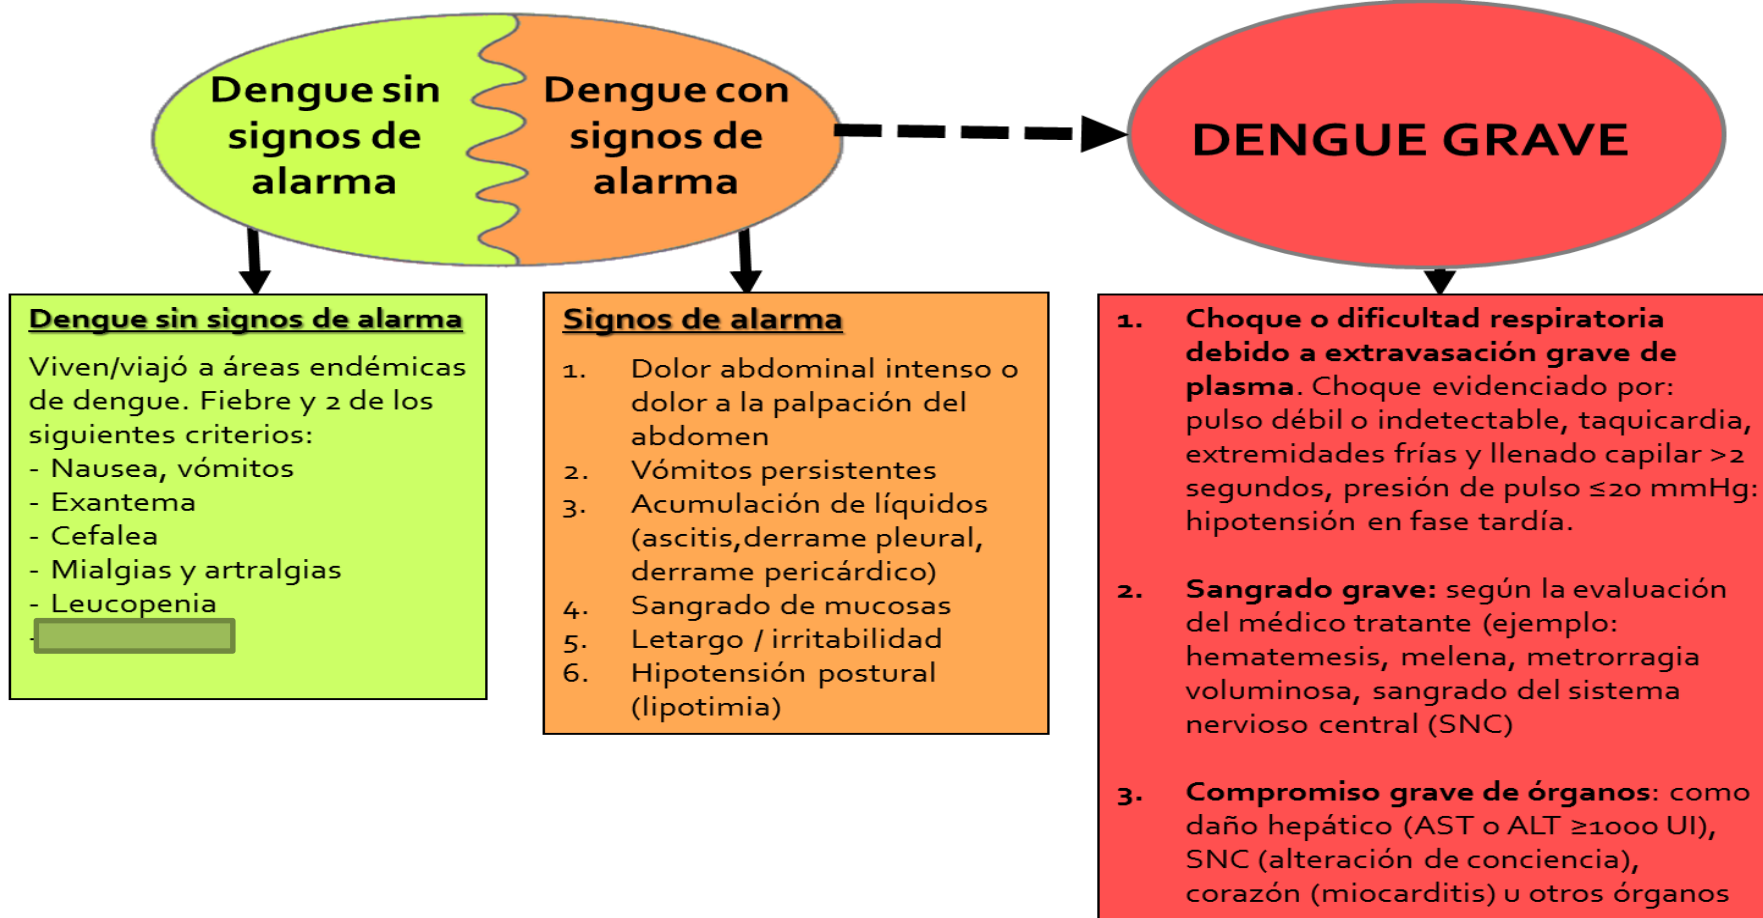 Dengue sin
signos de
alarma
Dengue con
signos de
alarma
DENGUE GRAVE
Dengue sin signos de alarma
Viven/viajó a áreas endémicas
de dengue. Fiebre y 2 de los
siguientes criterios:
- Nausea, vómitos
- Exantema
- Cefalea
- Mialgias y artralgias
- Leucopenia
-
Signos de alarma
1. Dolor abdominal intenso o
dolor a la palpación del
abdomen
2. Vómitos persistentes
3. Acumulación de líquidos
(ascitis,derrame pleural,
derrame pericárdico)
4. Sangrado de mucosas
5. Letargo / irritabilidad
6. Hipotensión postural
(lipotimia)
1. Choque o dificultad respiratoria
debido a extravasación grave de
plasma. Choque evidenciado por:
pulso débil o indetectable, taquicardia,
extremidades frías y llenado capilar >2
segundos, presión de pulso ≤20 mmHg:
hipotensión en fase tardía.
2. Sangrado grave: según la evaluación
del médico tratante (ejemplo:
hematemesis, melena, metrorragia
voluminosa, sangrado del sistema
nervioso central (SNC)
3. Compromiso grave de órganos: como
daño hepático (AST o ALT ≥1000 UI),
SNC (alteración de conciencia),
corazón (miocarditis) u otros órganos